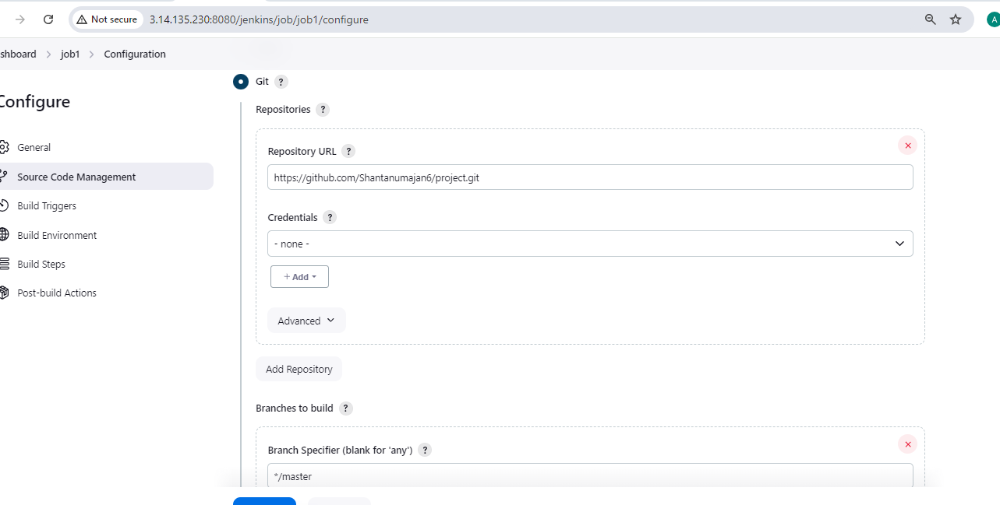 Not secure 3.14.135.230:8080/jenkins/job/job1/configure A
shboard > job1 > Configuration
Configure
General
Source Code Management
Build Triggers
Build Environment
Build Steps
Post-build Actions
Git ?
Repositories ?
Repository URL ?
https://github.com/Shantanumajan6/project.git
Credentials ?
- none -
+ Add
Advanced
Add Repository
Branches to build ?
Branch Specifier (blank for 'any') ?
*/master